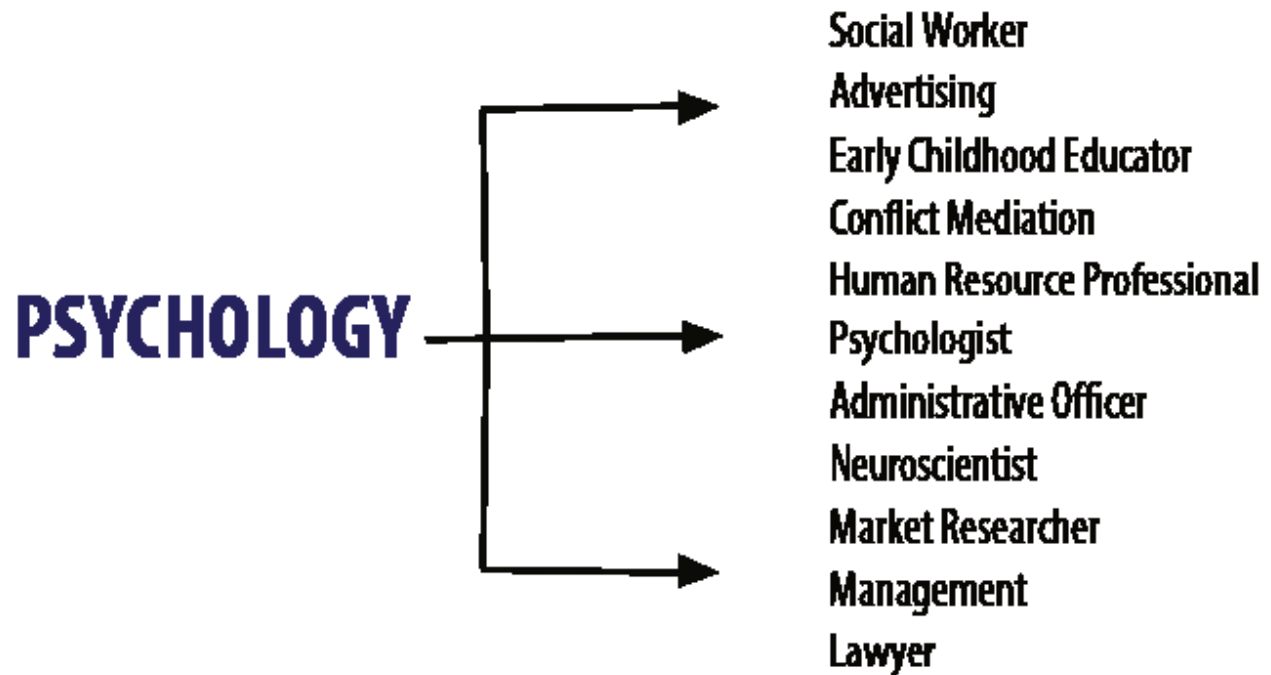 PSYCHOLOGY
Social Worker
Advertising
Early Childhood Educator
Conflict Mediation
Human Resource Professional
Psychologist
Administrative Officer
Neuroscientist
Market Researcher
Management
Lawyer